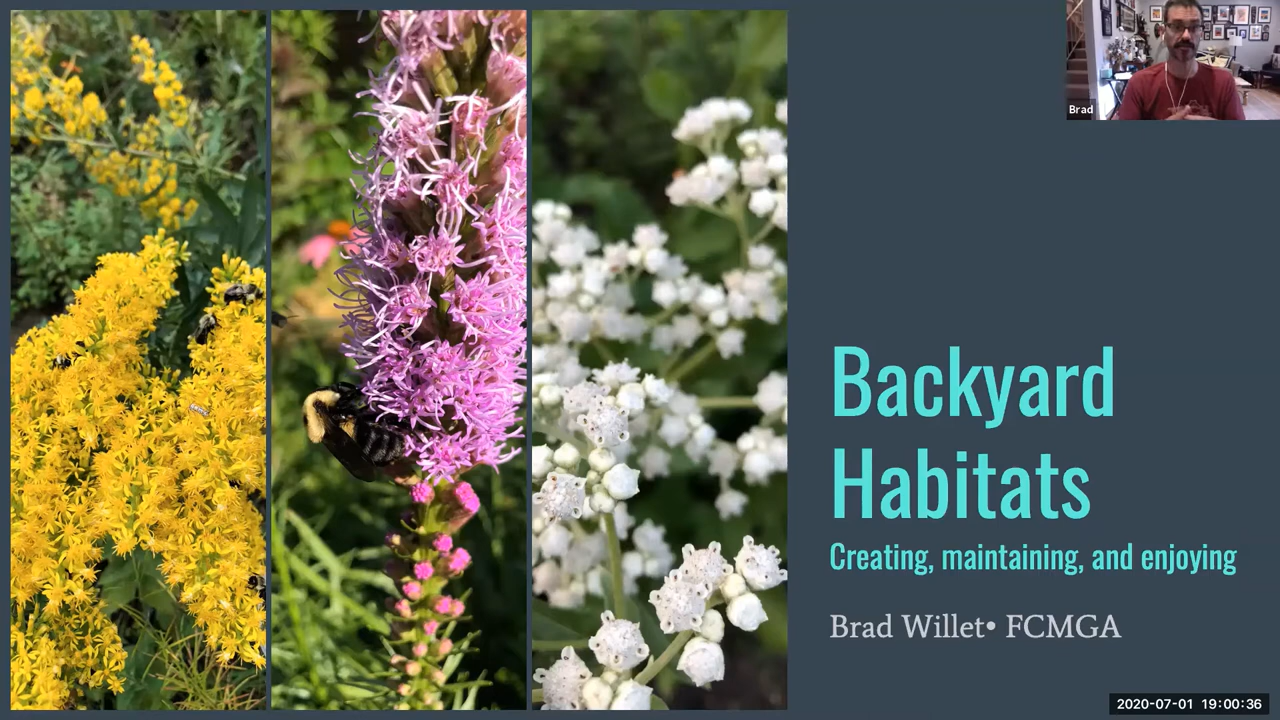 Brad
Backyard
Habitats
Creating, maintaining, and enjoying
Brad Willet• FCMGA
2020-07-01 19:00:36